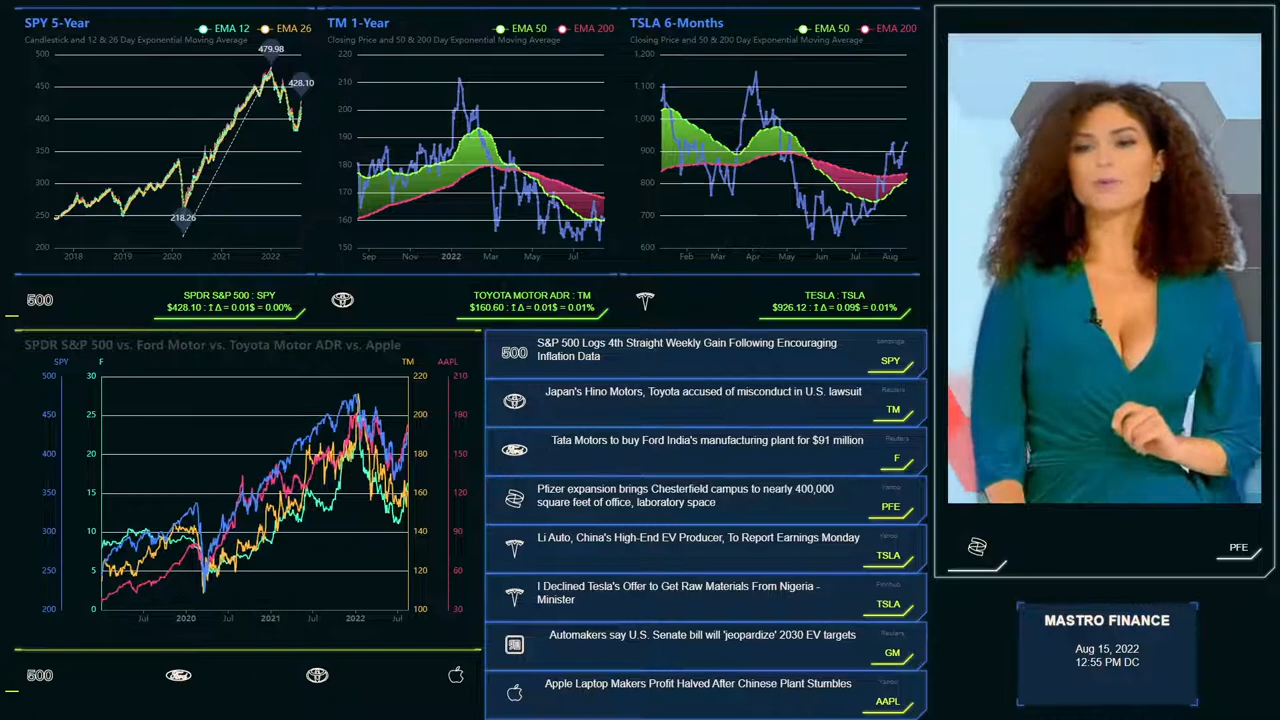 SPY 5-Year
EMA 12
EMA 26
Candlestick and 12 & 26 Day Exponential Moving Average
500
450
400
350
300
250
200
479.98
428.10
218.26
2018
2019
2020
2021
2022
TM 1-Year
EMA 50
EMA 200
Closing Price and 50 & 200 Day Exponential Moving Average
220
210
200
190
180
170
160
150
Sep
Nov
2022
Mar
May
Jul
TSLA 6-Months
EMA 50
EMA 200
Closing Price and 50 & 200 Day Exponential Moving Average
1,200
1,100
1,000
900
800
700
600
Feb
Mar
Apr
May
Jun
Jul
Aug
500
SPDR S&P 500 : SPY
$428.10 : ↥ Δ = 0.01$ = 0.00%
TOYOTA MOTOR ADR : TM
$160.60 : ↥ Δ = 0.01$ = 0.01%
TESLA : TSLA
$926.12 : ↥ Δ = 0.09$ = 0.01%
SPDR S&P 500 vs. Ford Motor vs. Toyota Motor ADR vs. Apple
SPY
F
TM
AAPL
500
450
400
350
300
250
200
30
25
20
15
10
5
0
220
200
180
160
140
120
100
210
180
150
120
90
60
30
Jul
2020
Jul
2021
Jul
2022
Jul
500
500
S&P 500 Logs 4th Straight Weekly Gain Following Encouraging
Inflation Data
Benzinga
SPY
Japan's Hino Motors, Toyota accused of misconduct in U.S. lawsuit
Reuters
TM
Tata Motors to buy Ford India's manufacturing plant for $91 million
Reuters
F
Pfizer expansion brings Chesterfield campus to nearly 400,000
square feet of office, laboratory space
Yahoo
PFE
Li Auto, China's High-End EV Producer, To Report Earnings Monday
Yahoo
TSLA
I Declined Tesla's Offer to Get Raw Materials From Nigeria -
Minister
Finnhub
TSLA
Automakers say U.S. Senate bill will 'jeopardize' 2030 EV targets
Reuters
GM
Apple Laptop Makers Profit Halved After Chinese Plant Stumbles
Yahoo
AAPL
PFE
MASTRO FINANCE
Aug 15, 2022
12:55 PM DC